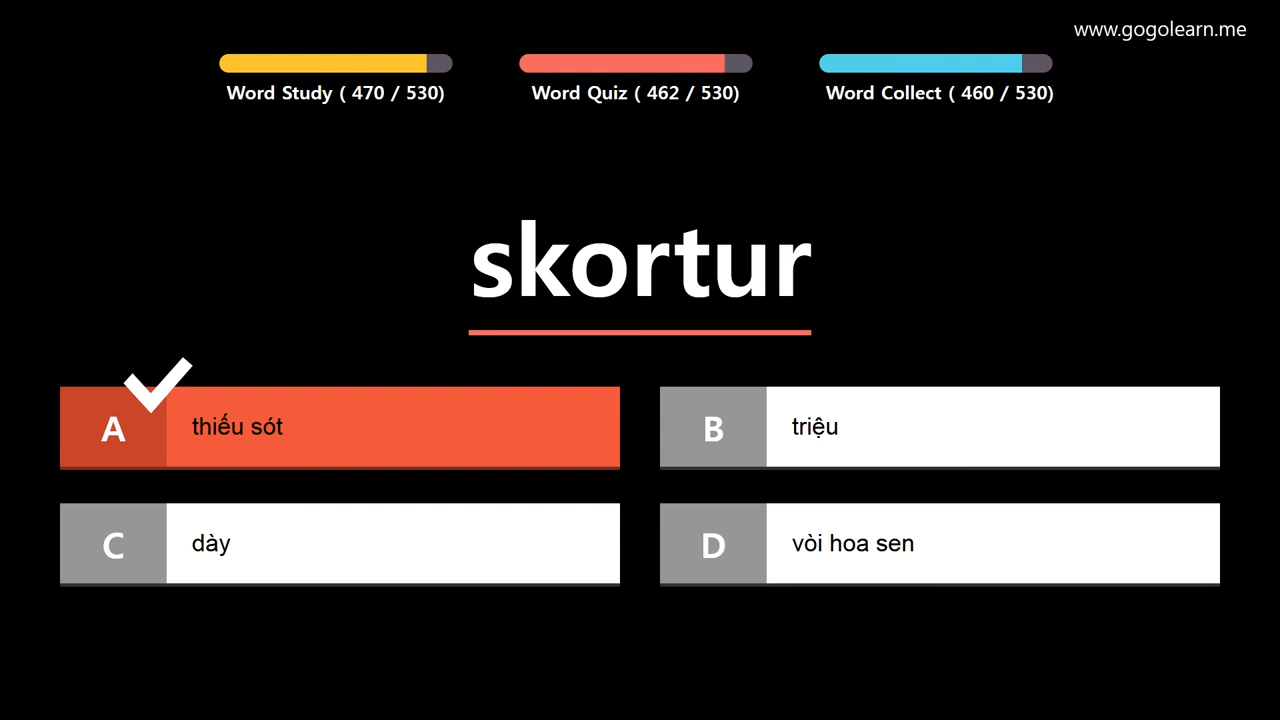 www.gogolearn.me
Word Study ( 470 / 530)
Word Quiz ( 462 / 530)
Word Collect ( 460 / 530)
skortur
A thiếu sót
B triệu
C dày
D vòi hoa sen